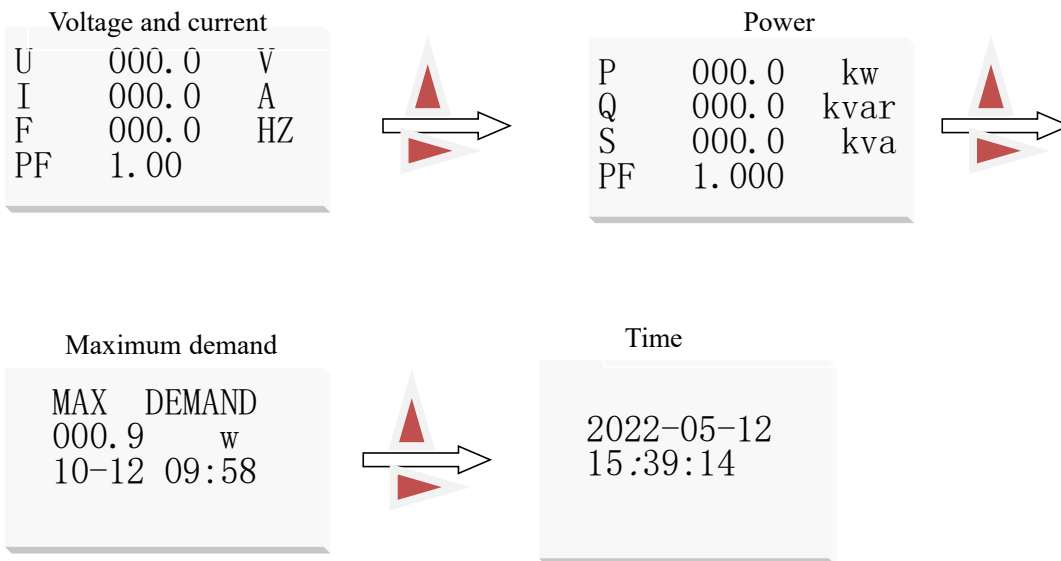 Voltage and current
U 000.0 V
I 000.0 A
F 000.0 HZ
PF 1.00
Power
P 000.0 kw
Q 000.0 kvar
S 000.0 kva
PF 1.000
Maximum demand
MAX DEMAND
000.9 w
10-12 09:58
Time
2022-05-12
15:39:14